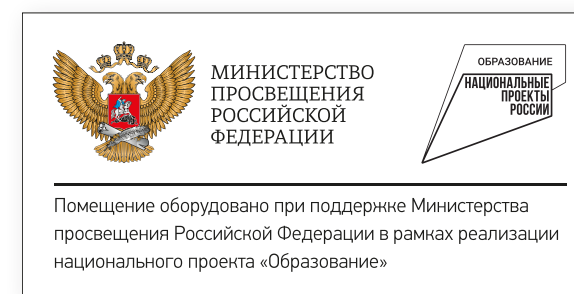 МИНИСТЕРСТВО
ПРОСВЕЩЕНИЯ
РОССИЙСКОЙ
ФЕДЕРАЦИИ
ОБРАЗОВАНИЕ
НАЦИОНАЛЬНЫЕ
ПРОЕКТЫ
РОССИИ
Помещение оборудовано при поддержке Министерства
просвещения Российской Федерации в рамках реализации
национального проекта «Образование»